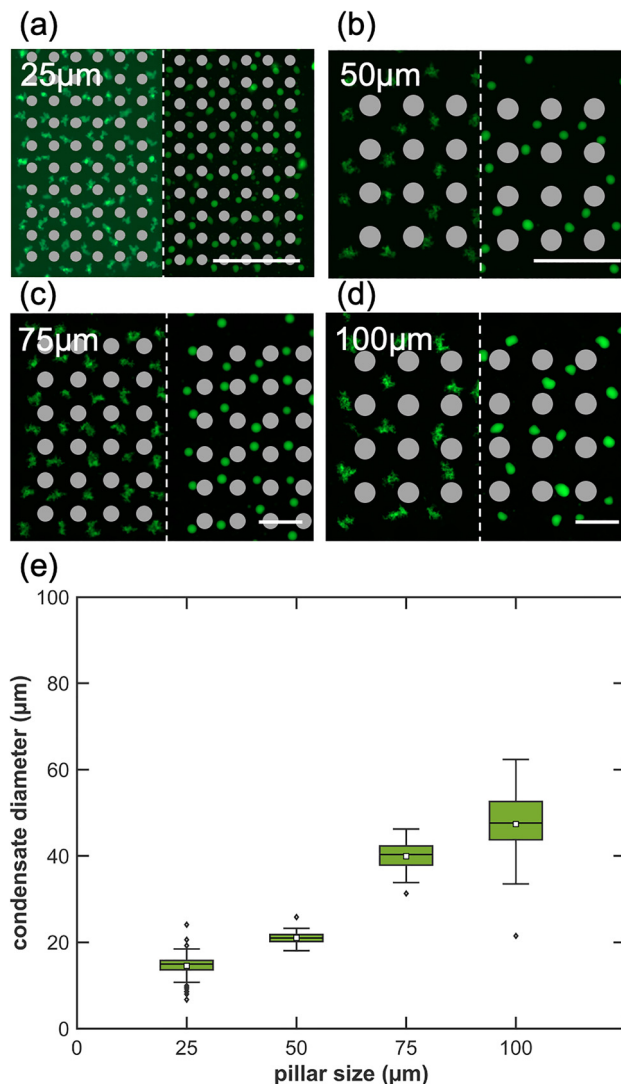 (a)
25μm
(b)
50μm
(c)
75μm
(d)
100μm
(e)
100
80
60
40
20
0
condensate diameter (μm)
0 25 50 75 100
pillar size (μm)